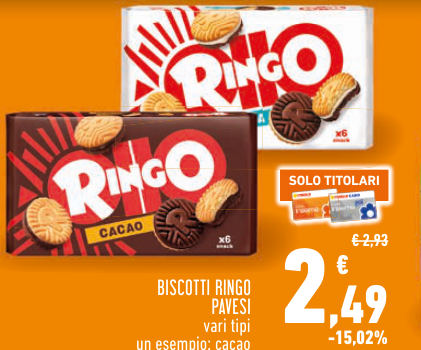 RINGO
x6
snack
RINGO
CACAO
x6
snack
SOLO TITOLARI
€ 2,93
€
2,49
-15,02%
BISCOTTI RINGO
PAVESI
vari tipi
un esempio: cacao